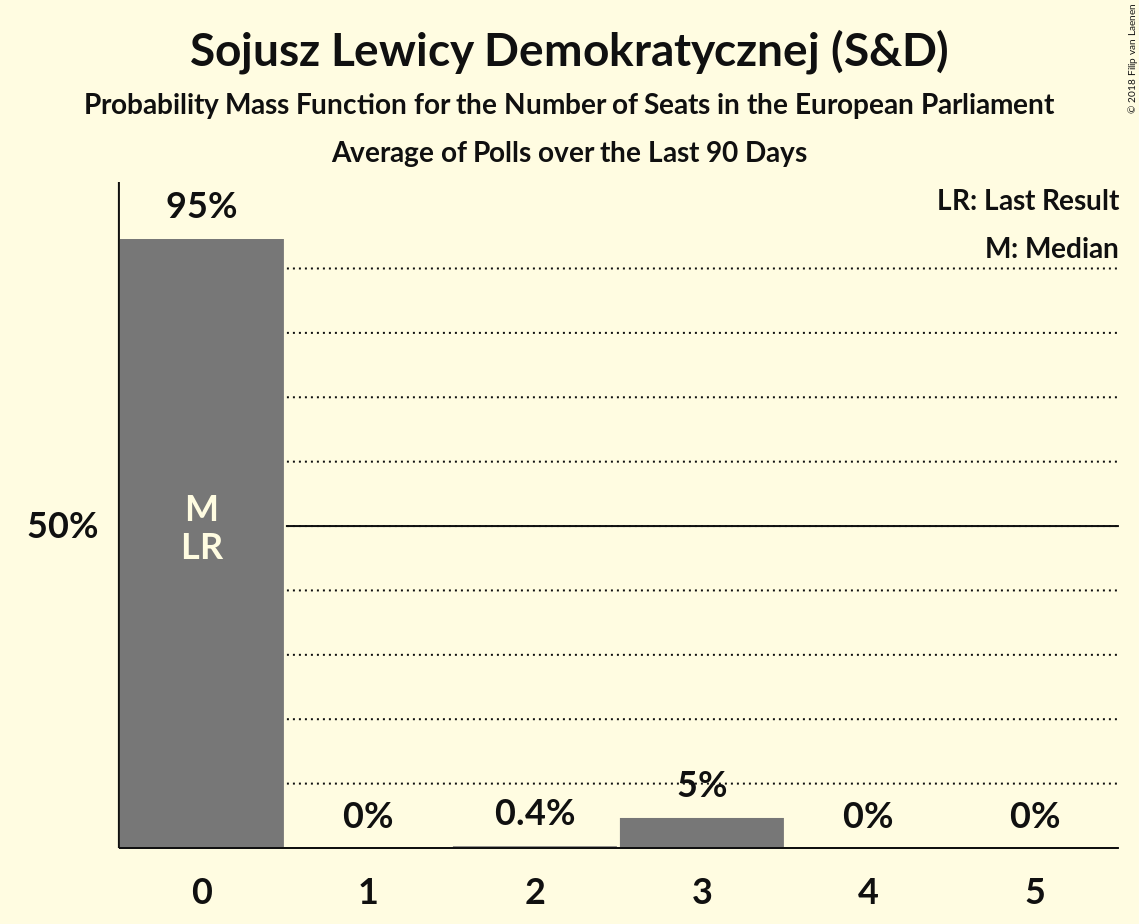 Sojusz Lewicy Demokratycznej (S&D)
Probability Mass Function for the Number of Seats in the European Parliament
Average of Polls over the Last 90 Days
© 2018 Filip van Laenen
LR: Last Result
M: Median
95%
M
LR
50%
0%
0.4%
5%
0%
0%
0 1 2 3 4 5